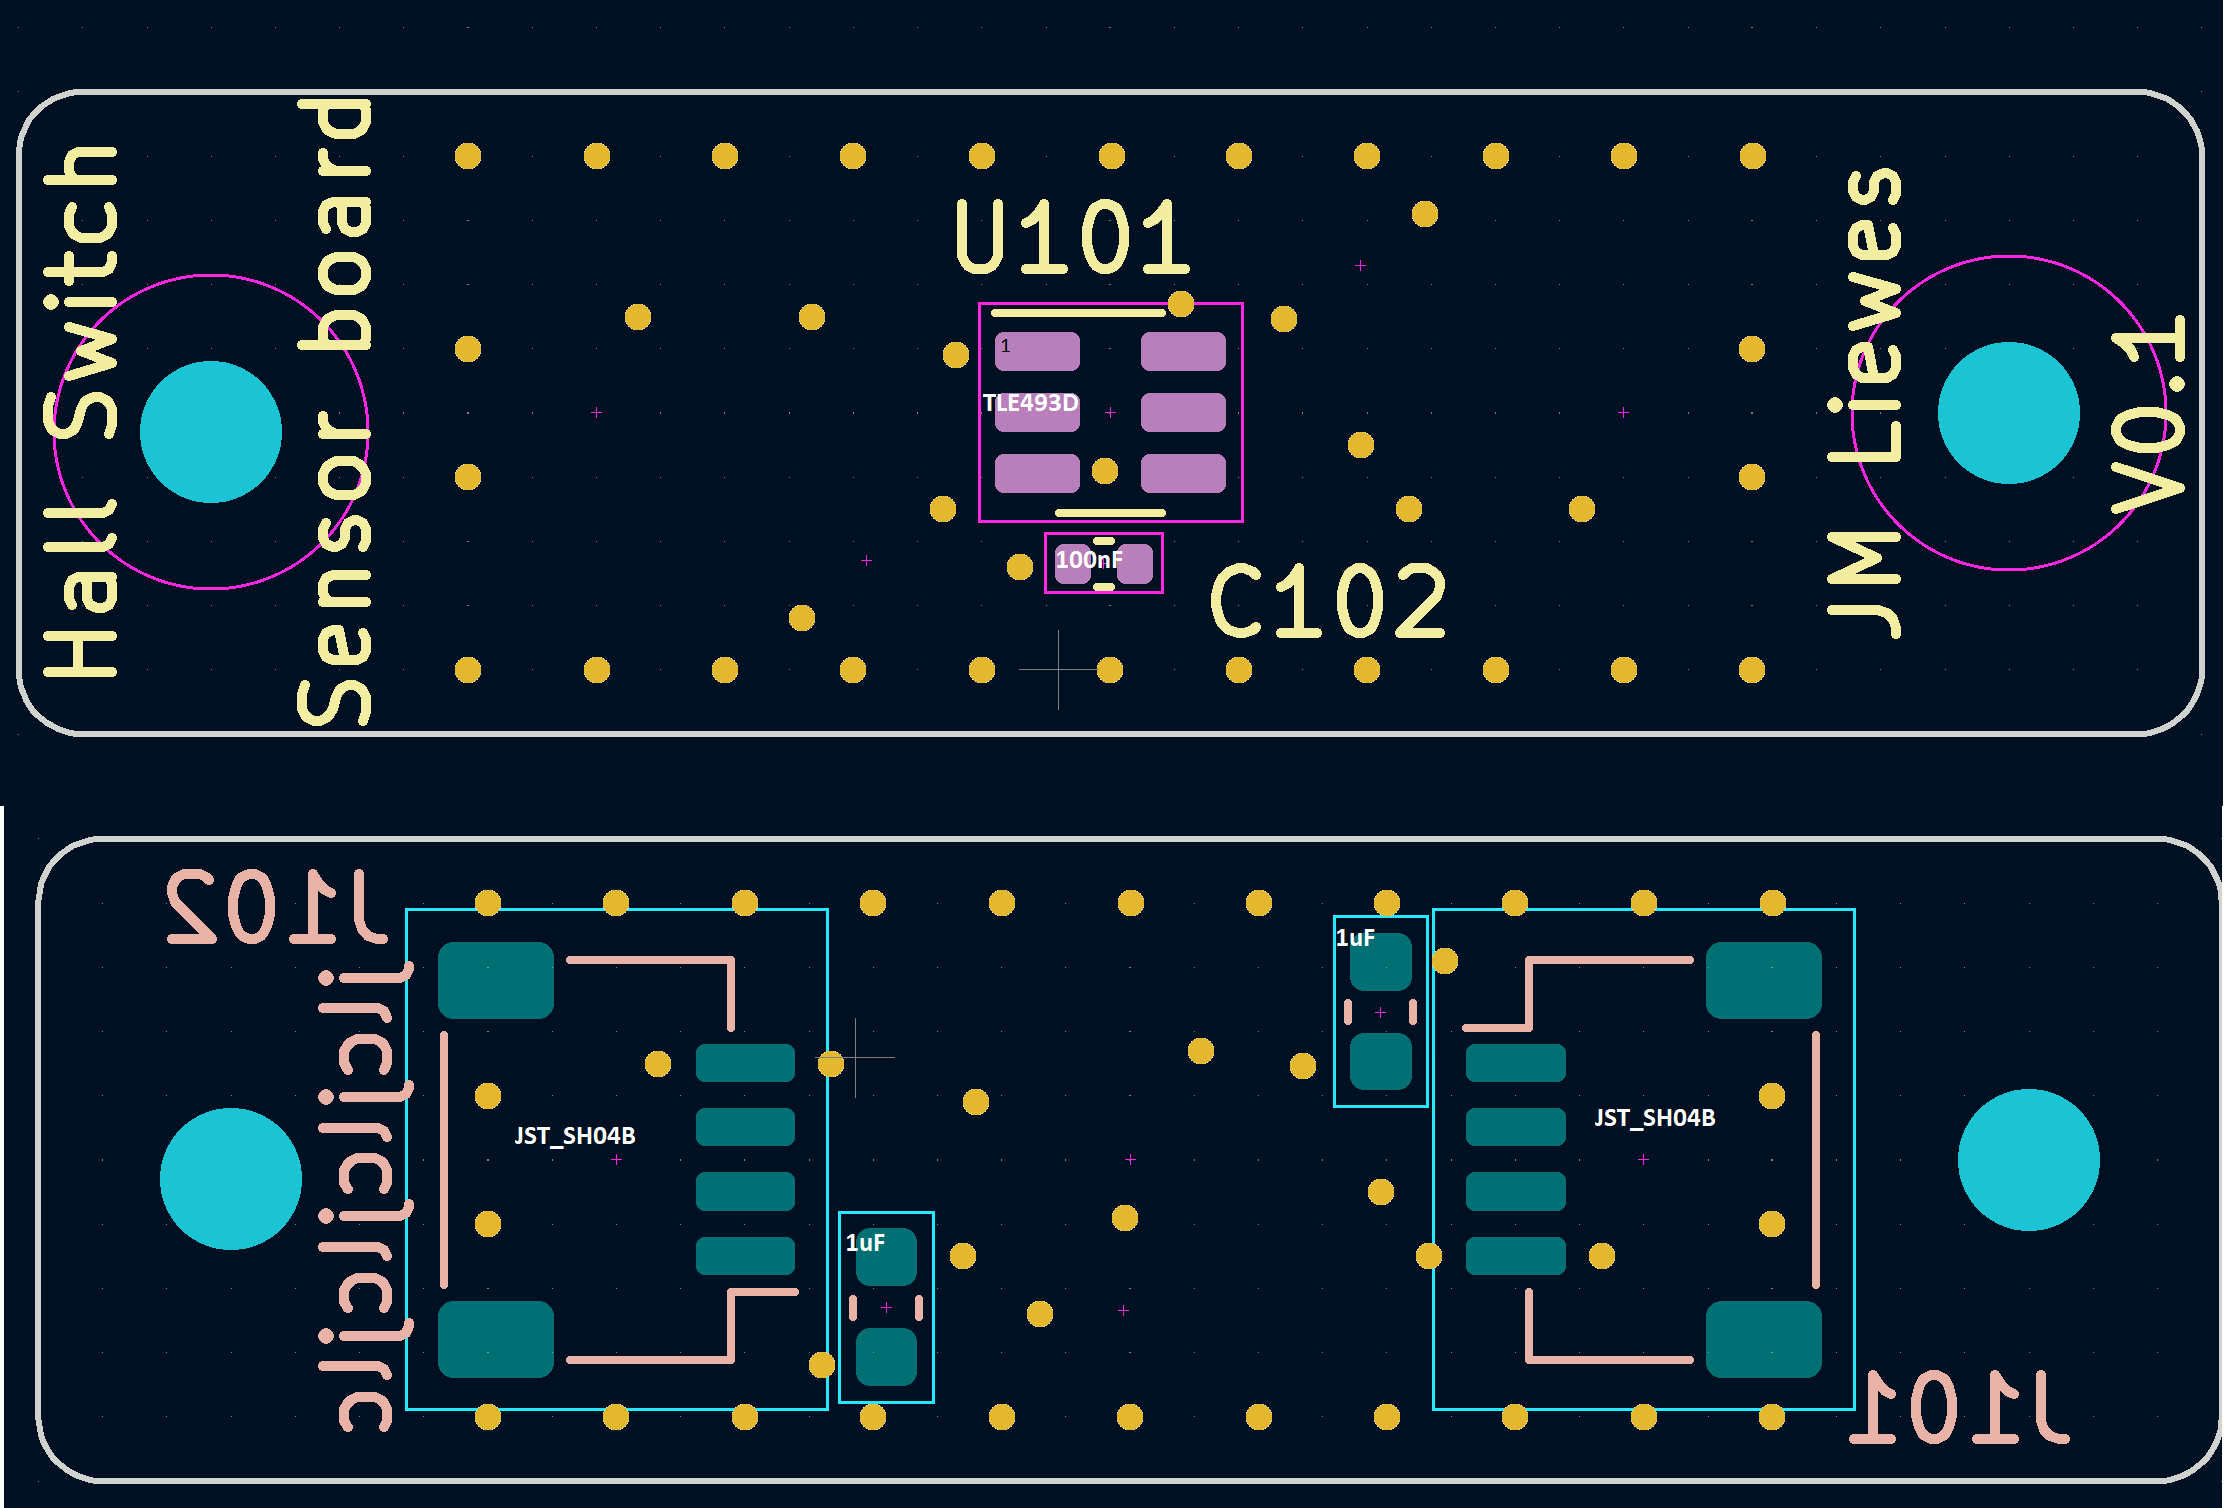 Hall Switch
Sensor board
U101
1
TLE493D
100nF
C102
JM Liewes
V0.1
J102
jlcjlcjlcjlc
JST_SH04B
1uF
1uF
JST_SH04B
J101